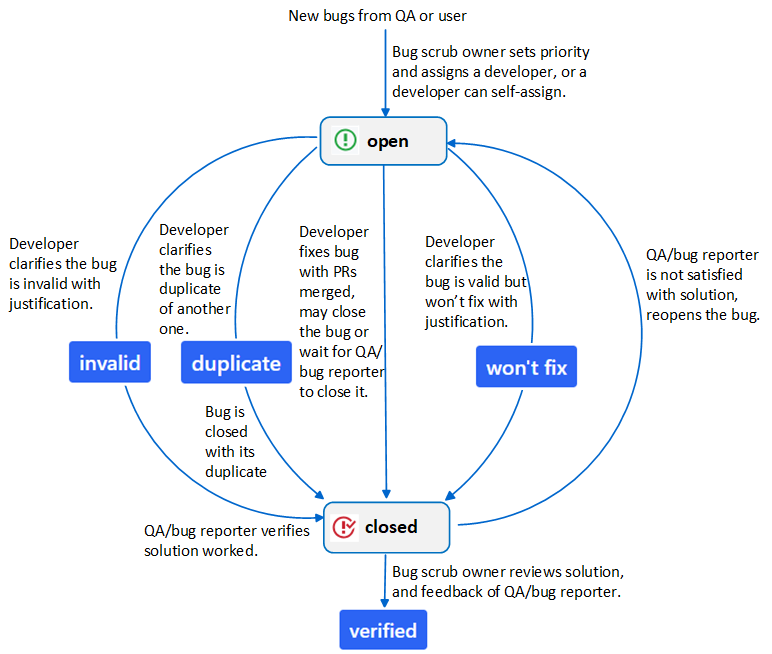 New bugs from QA or user
Bug scrub owner sets priority
and assigns a developer, or a
developer can self-assign.
open
Developer
clarifies the bug
is invalid with
justification.
Developer
clarifies
the bug is
duplicate
of another
one.
Developer
fixes bug
with PRs
merged,
may close
the bug or
wait for QA/
bug reporter
to close it.
Developer
clarifies the
bug is valid but
won’t fix with
justification.
QA/bug reporter
is not satisfied
with solution,
reopens the bug.
invalid
duplicate
won't fix
Bug is
closed
with its
duplicate
QA/bug reporter verifies
solution worked.
closed
Bug scrub owner reviews solution,
and feedback of QA/bug reporter.
verified